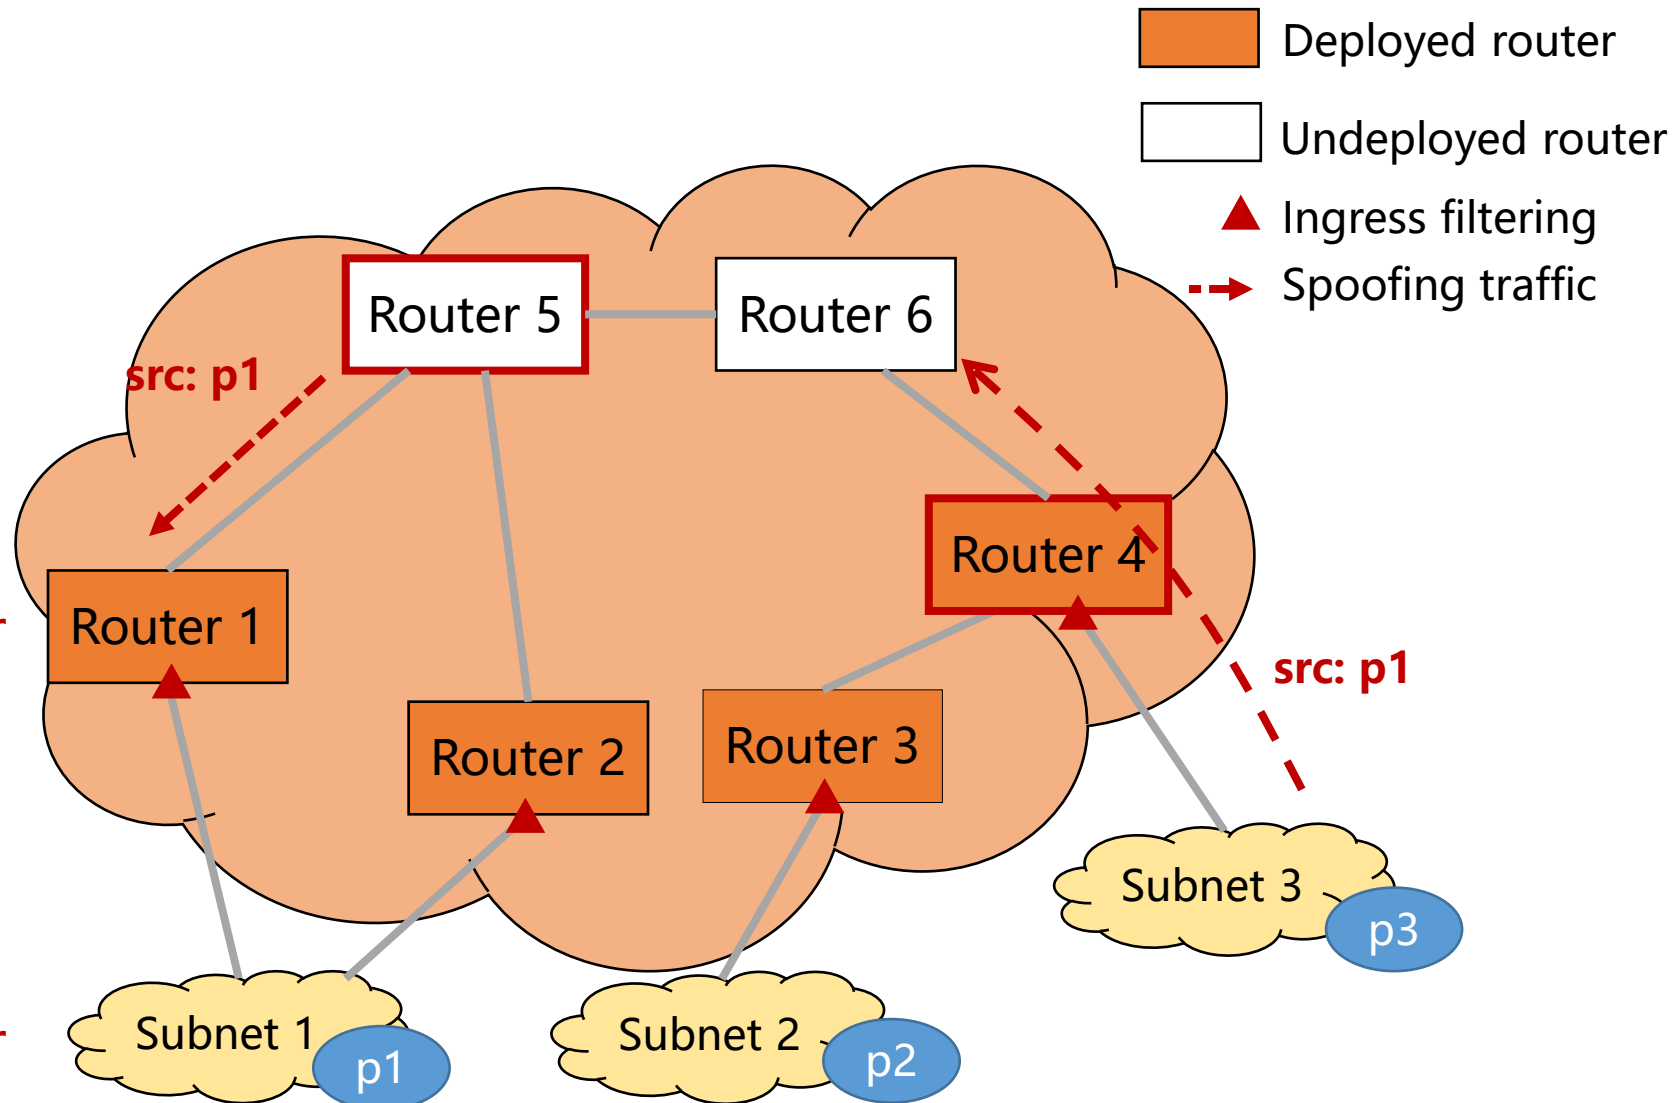 Deployed router
Undeployed router
Ingress filtering
Spoofing traffic
Router 5
Router 6
src: p1
Router 4
Router 1
src: p1
Router 2
Router 3
Subnet 3
p3
Subnet 1
p1
Subnet 2
p2